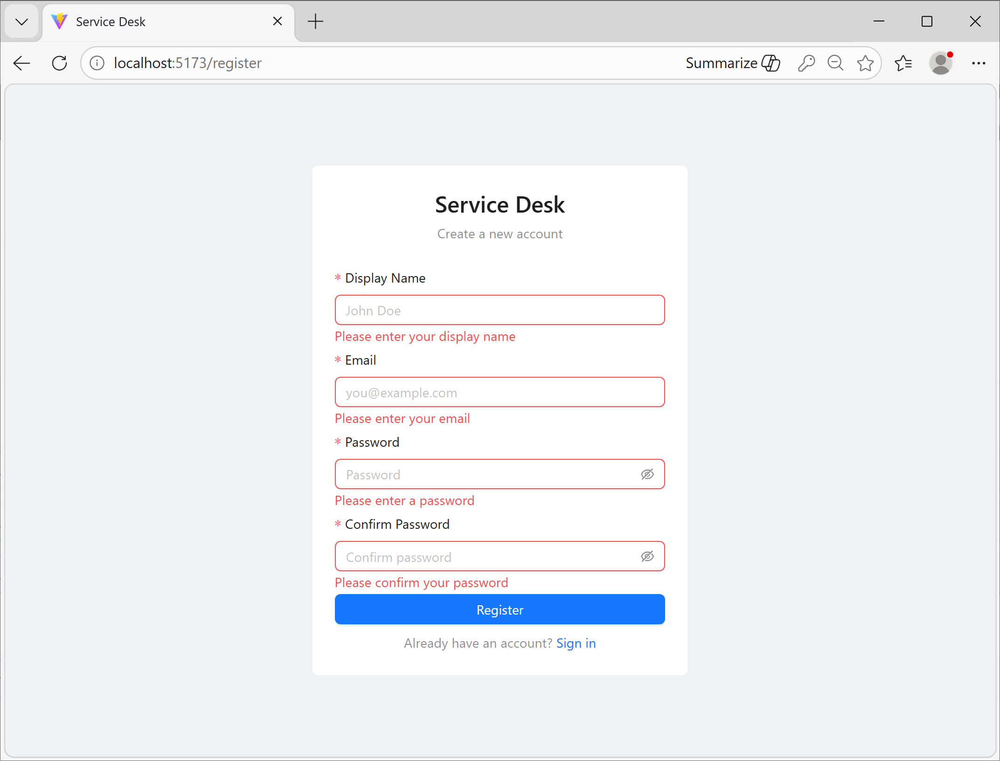 Service Desk
localhost:5173/register
Summarize
Service Desk
Create a new account
* Display Name
John Doe
Please enter your display name
* Email
you@example.com
Please enter your email
* Password
Password
Please enter a password
* Confirm Password
Confirm password
Please confirm your password
Register
Already have an account? Sign in